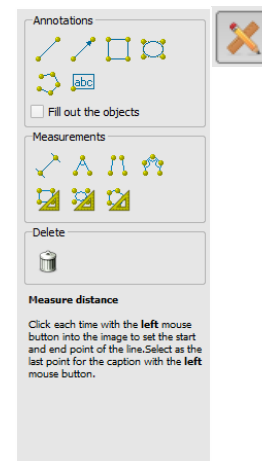 Annotations
abc
Fill out the objects
Measurements
Delete
Measure distance
Click each time with the left mouse
button into the image to set the start
and end point of the line.Select as the
last point for the caption with the left
mouse button.